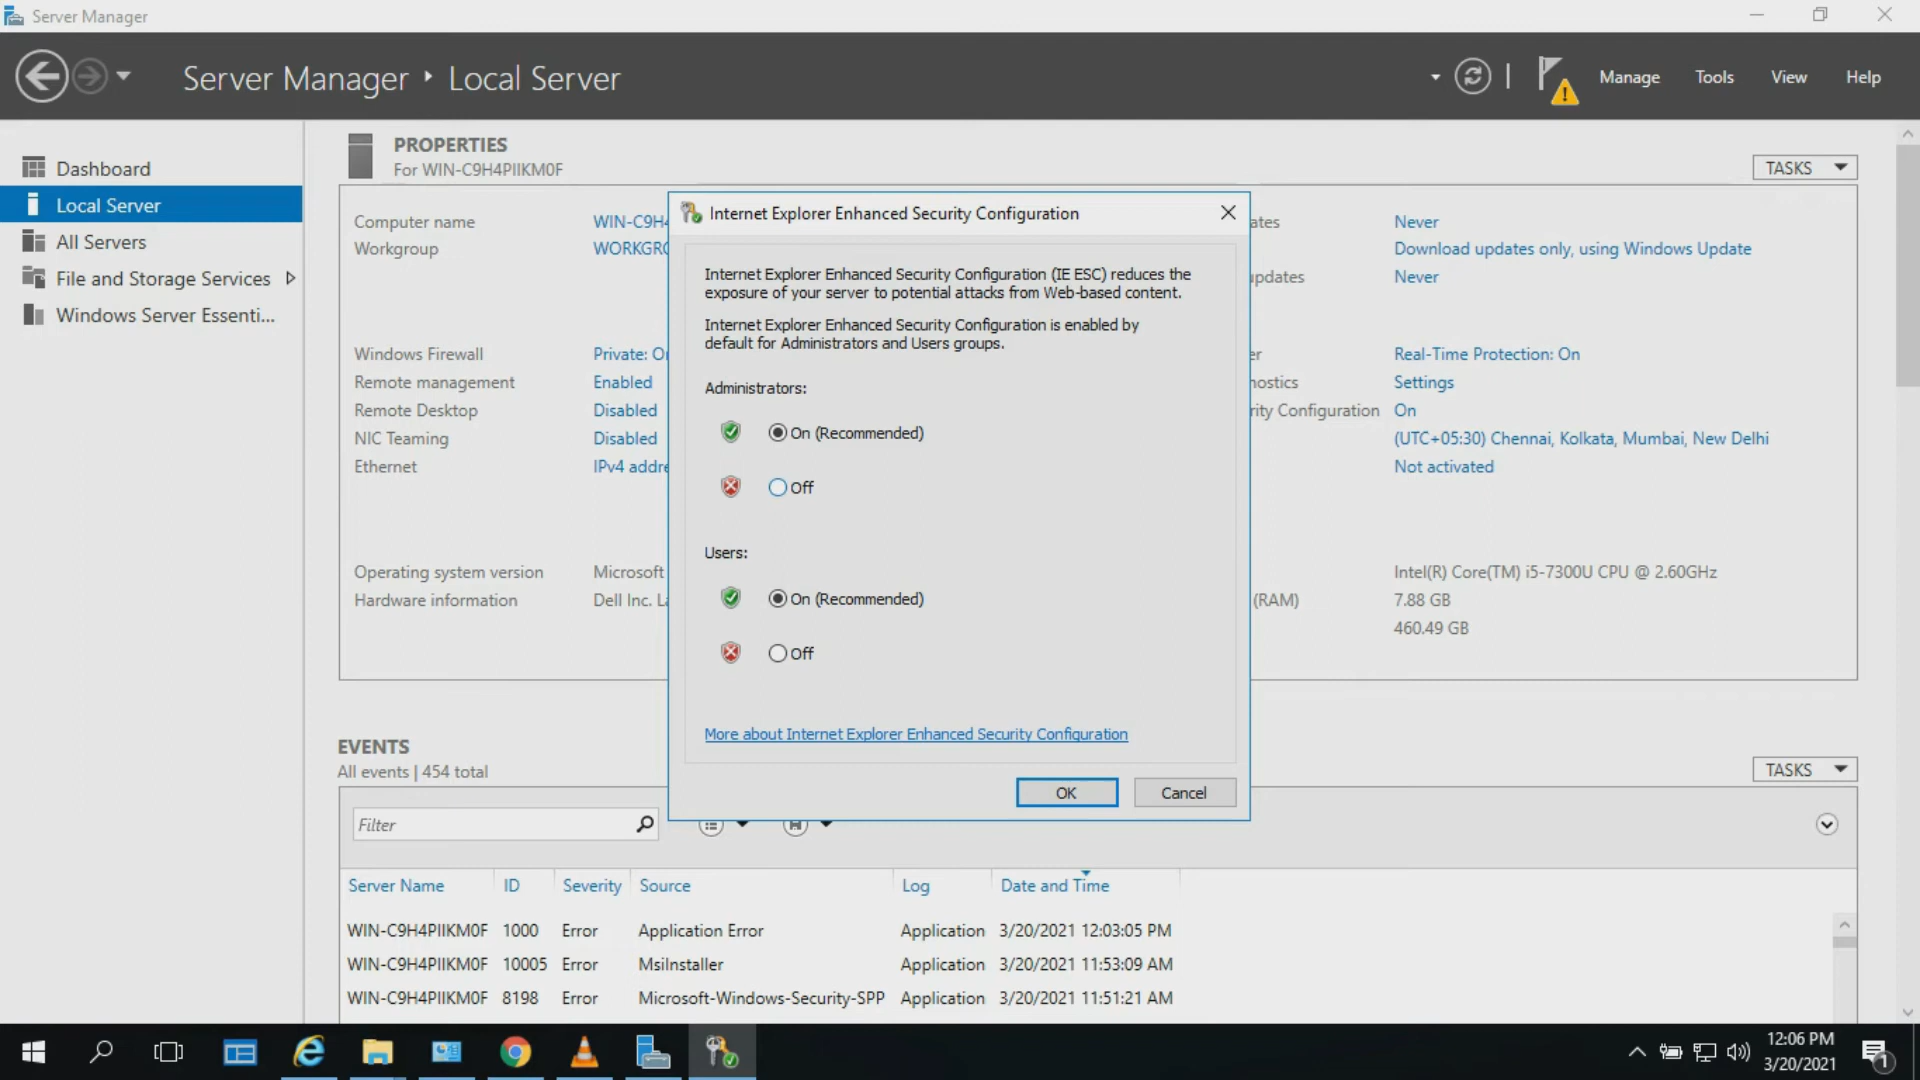 Server Manager
Server Manager ‣ Local Server
Manage Tools View Help
Dashboard
Local Server
All Servers
File and Storage Services
Windows Server Essenti...
PROPERTIES
For WIN-C9H4PIIKM0F
TASKS
Computer name WIN-C9H4
Workgroup WORKGRO
Windows Firewall Private: On
Remote management Enabled
Remote Desktop Disabled
NIC Teaming Disabled
Ethernet IPv4 addre
Operating system version Microsoft
Hardware information Dell Inc. La
ates Never
Download updates only, using Windows Update
updates Never
er Real-Time Protection: On
nostics Settings
rity Configuration On
(UTC+05:30) Chennai, Kolkata, Mumbai, New Delhi
Not activated
Intel(R) Core(TM) i5-7300U CPU @ 2.60GHz
(RAM) 7.88 GB
460.49 GB
Internet Explorer Enhanced Security Configuration
Internet Explorer Enhanced Security Configuration (IE ESC) reduces the
exposure of your server to potential attacks from Web-based content.
Internet Explorer Enhanced Security Configuration is enabled by
default for Administrators and Users groups.
Administrators:
On (Recommended)
Off
Users:
On (Recommended)
Off
More about Internet Explorer Enhanced Security Configuration
OK Cancel
EVENTS
All events | 454 total
TASKS
Filter
Server Name ID Severity Source Log Date and Time
WIN-C9H4PIIKM0F 1000 Error Application Error Application 3/20/2021 12:03:05 PM
WIN-C9H4PIIKM0F 10005 Error MsiInstaller Application 3/20/2021 11:53:09 AM
WIN-C9H4PIIKM0F 8198 Error Microsoft-Windows-Security-SPP Application 3/20/2021 11:51:21 AM
12:06 PM
3/20/2021
1